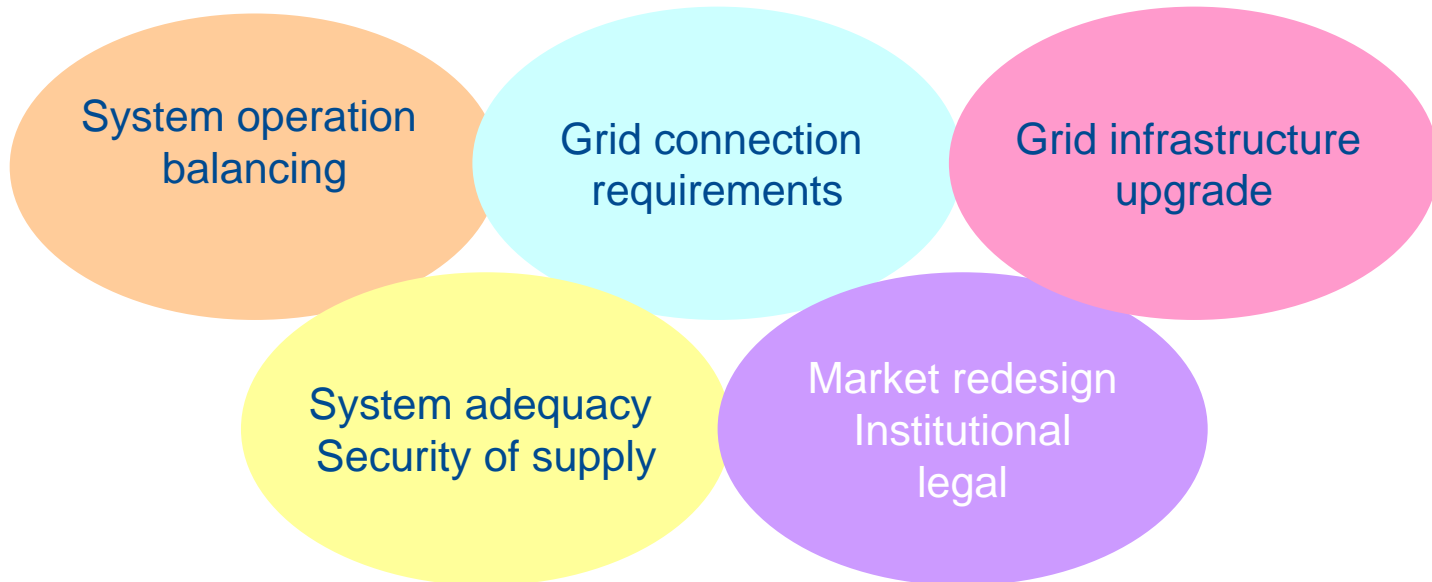 System operation
balancing
Grid connection
requirements
Grid infrastructure
upgrade
System adequacy
Security of supply
Market redesign
Institutional
legal